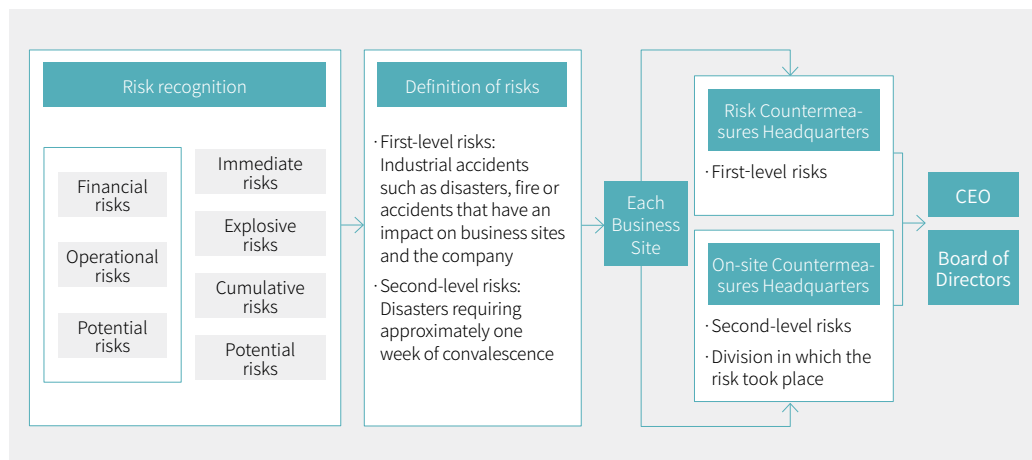 Risk recognition
Financial
risks
Operational
risks
Potential
risks
Immediate
risks
Explosive
risks
Cumulative
risks
Potential
risks
Definition of risks
· First-level risks:
Industrial accidents
such as disasters, fire or
accidents that have an
impact on business sites
and the company
· Second-level risks:
Disasters requiring
approximately one
week of convalescence
Each
Business
Site
Risk Countermea-
sures Headquarters
· First-level risks
On-site Countermea-
sures Headquarters
· Second-level risks
· Division in which the
risk took place
CEO
Board of
Directors